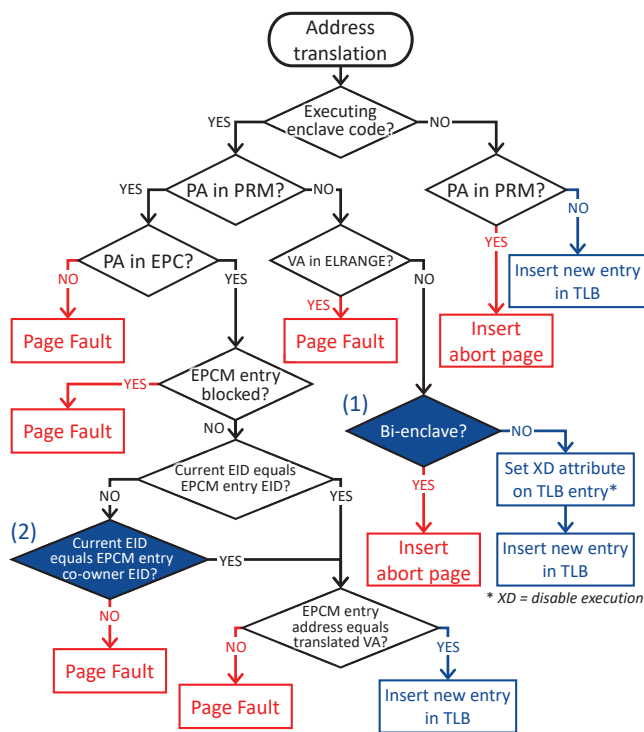 Address
translation
Executing
enclave code?
YES
NO
PA in PRM?
YES
NO
PA in PRM?
YES
NO
PA in EPC?
NO
YES
VA in ELRANGE?
YES
NO
Insert new entry
in TLB
Insert
abort page
Page Fault
Page Fault
EPCM entry
blocked?
YES
NO
Page Fault
(1)
Bi-enclave?
NO
YES
Set XD attribute
on TLB entry*
Current EID equals
EPCM entry EID?
NO
YES
(2)
Current EID
equals EPCM entry
co-owner EID?
YES
NO
Insert
abort page
Insert new entry
in TLB
* XD = disable execution
EPCM entry
address equals
translated VA?
NO
YES
Page Fault
Page Fault
Insert new entry
in TLB